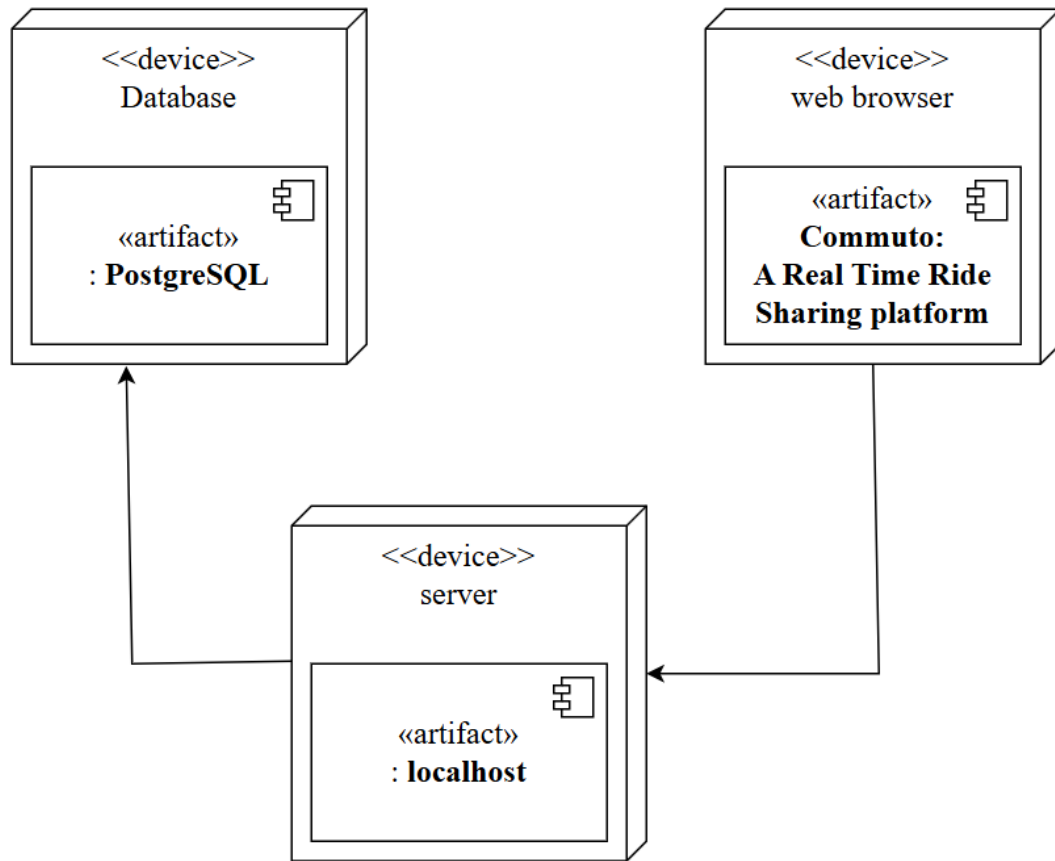 <<device>>
Database
«artifact»
: PostgreSQL
<<device>>
web browser
«artifact»
Commuto:
A Real Time Ride
Sharing platform
<<device>>
server
«artifact»
: localhost